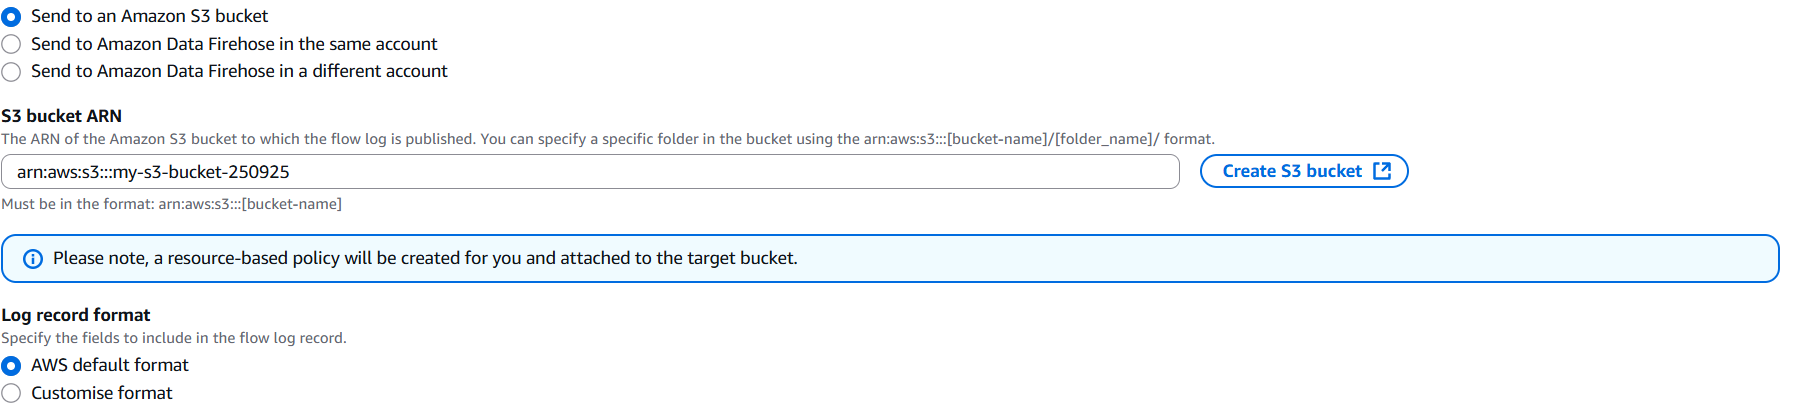 Send to an Amazon S3 bucket
Send to Amazon Data Firehose in the same account
Send to Amazon Data Firehose in a different account
S3 bucket ARN
The ARN of the Amazon S3 bucket to which the flow log is published. You can specify a specific folder in the bucket using the arn:aws:s3:::[bucket-name]/[folder_name]/ format.
arn:aws:s3:::my-s3-bucket-250925
Create S3 bucket
Must be in the format: arn:aws:s3:::[bucket-name]
Please note, a resource-based policy will be created for you and attached to the target bucket.
Log record format
Specify the fields to include in the flow log record.
AWS default format
Customise format